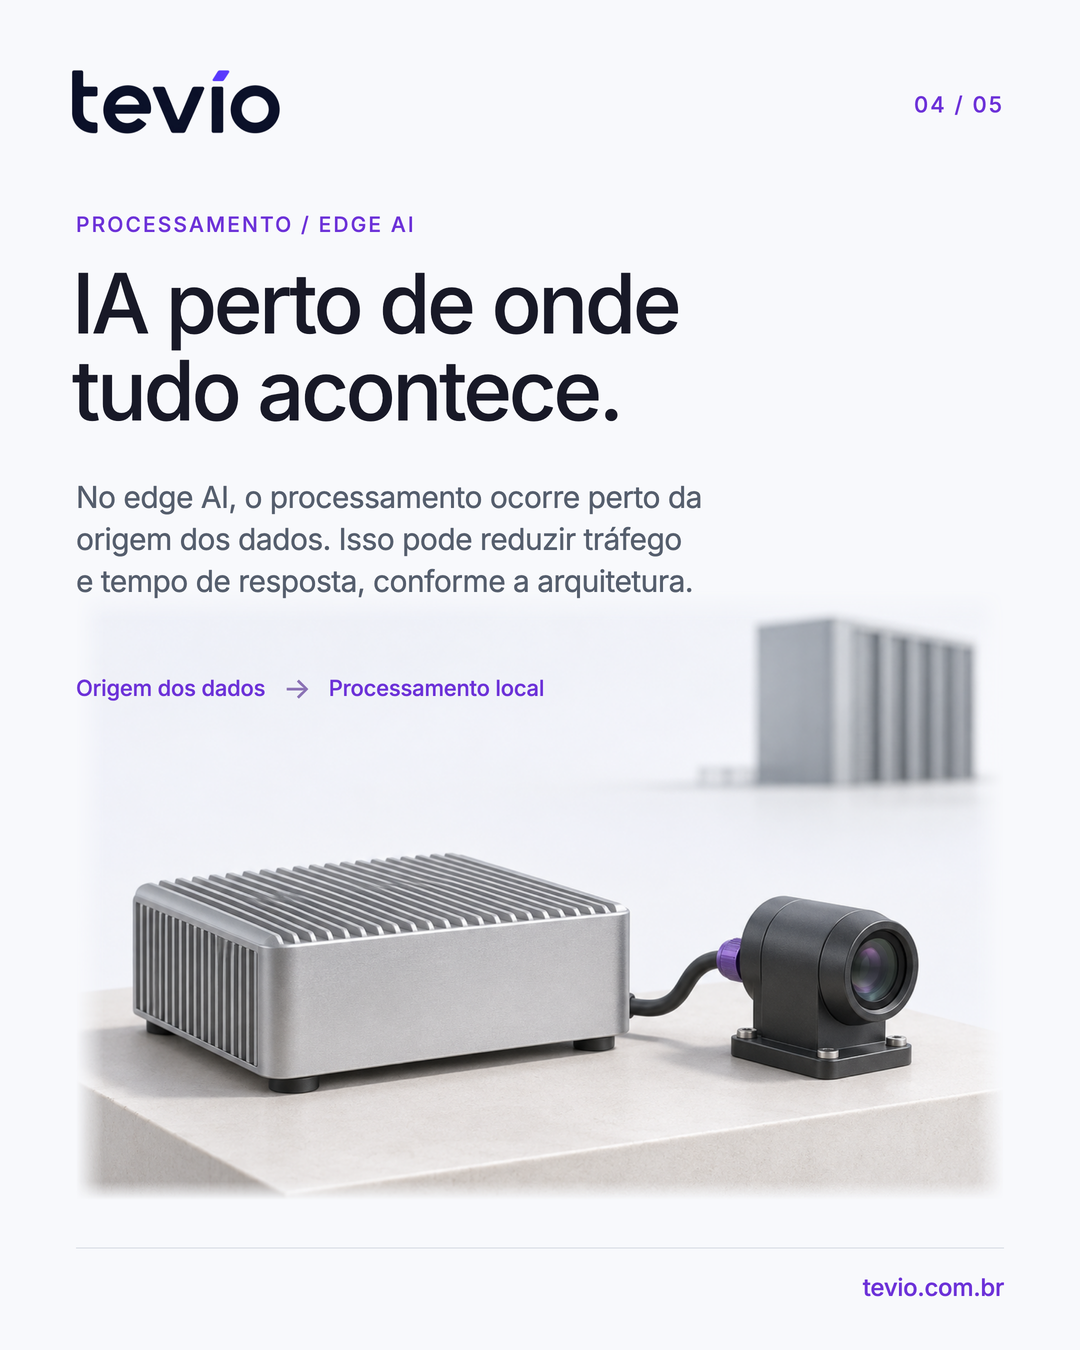 tevío
04 / 05
PROCESSAMENTO / EDGE AI
IA perto de onde
tudo acontece.
No edge AI, o processamento ocorre perto da
origem dos dados. Isso pode reduzir tráfego
e tempo de resposta, conforme a arquitetura.
Origem dos dados → Processamento local
tevio.com.br